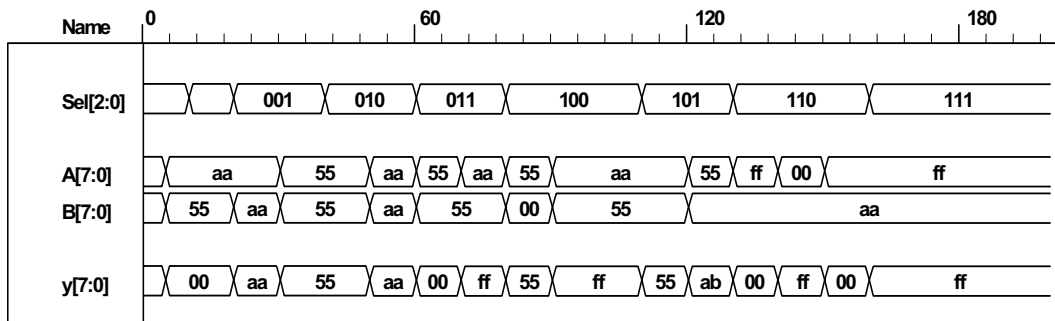 Name 0 60 120 180
Sel[2:0] 001 010 011 100 101 110 111
A[7:0] aa 55 aa 55 aa 55 aa 55 ff 00 ff
B[7:0] 55 aa 55 aa 55 00 55 aa
y[7:0] 00 aa 55 aa 00 ff 55 ff 55 ab 00 ff 00 ff